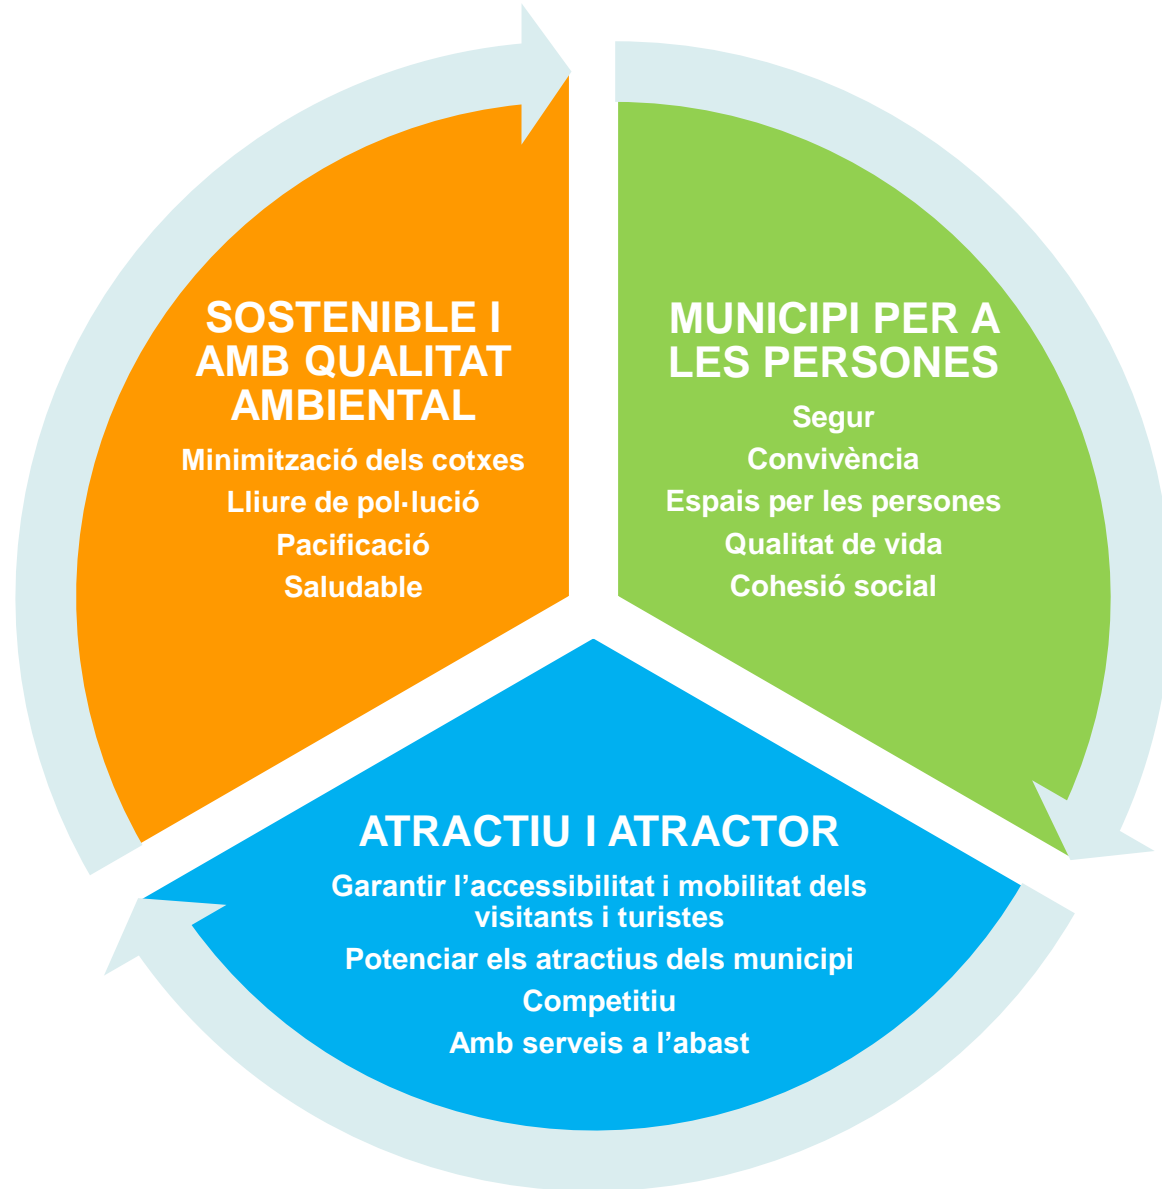 SOSTENIBLE I
AMB QUALITAT
AMBIENTAL
Minimització dels cotxes
Lliure de pol·lució
Pacificació
Saludable
MUNICIPI PER A
LES PERSONES
Segur
Convivència
Espais per les persones
Qualitat de vida
Cohesió social
ATRACTIU I ATRACTOR
Garantir l’accessibilitat i mobilitat dels
visitants i turistes
Potenciar els atractius dels municipi
Competitiu
Amb serveis a l’abast